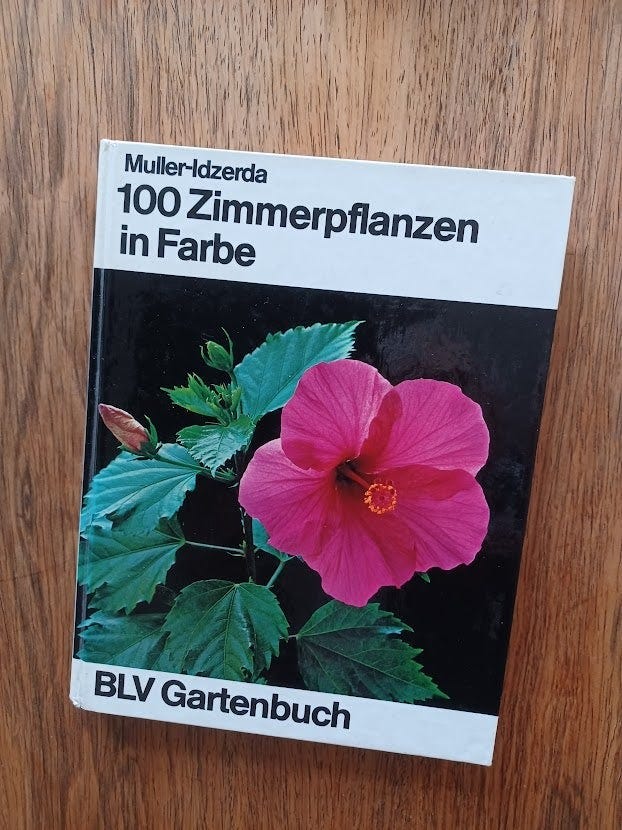 Muller-Idzerda
100 Zimmerpflanzen
in Farbe
BLV Gartenbuch